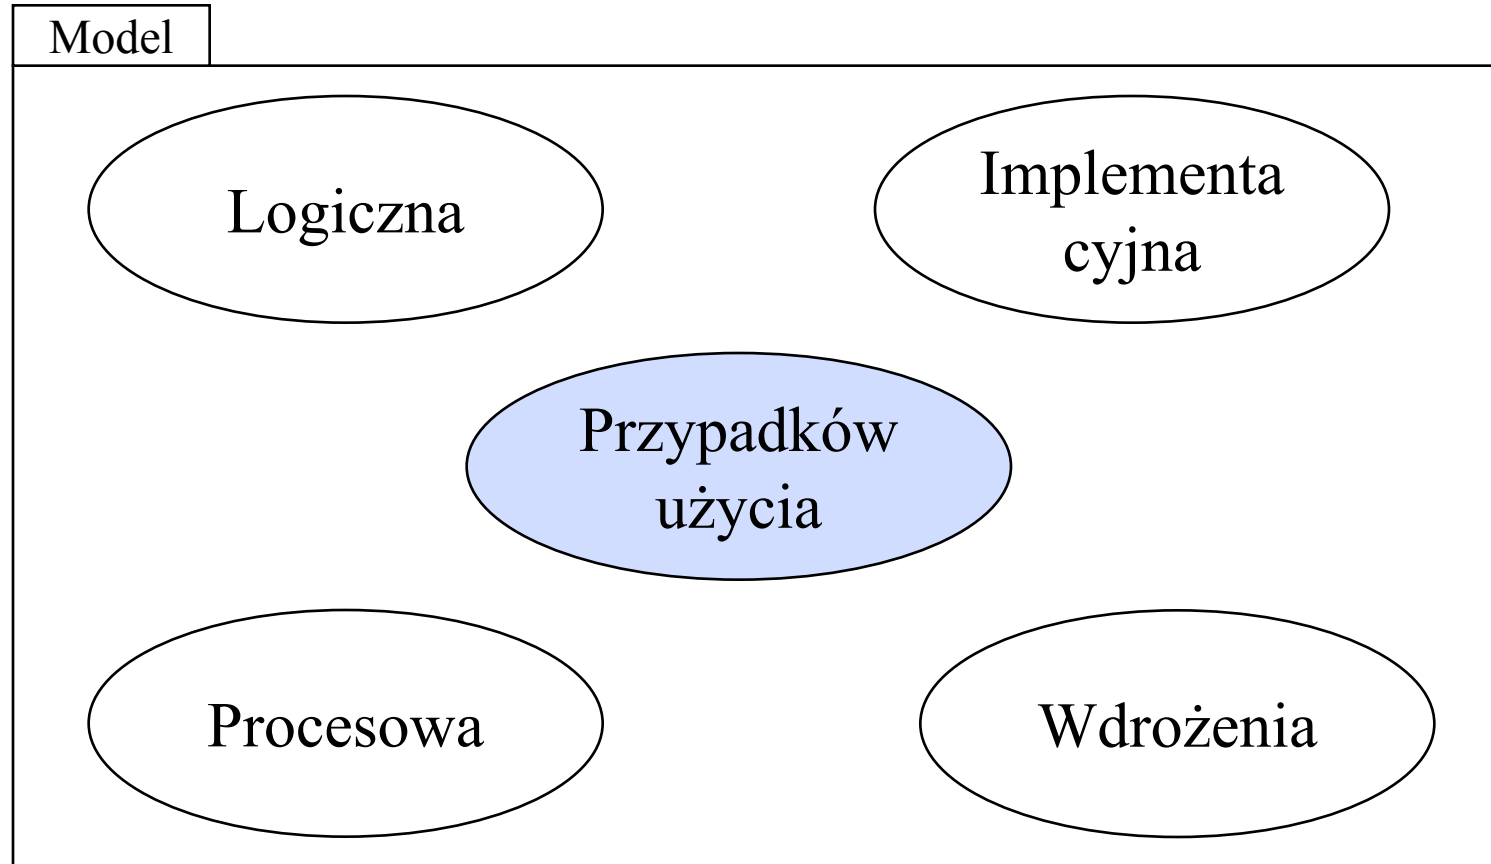 Model
Logiczna
Implementa
cyjna
Przypadków
użycia
Procesowa
Wdrożenia